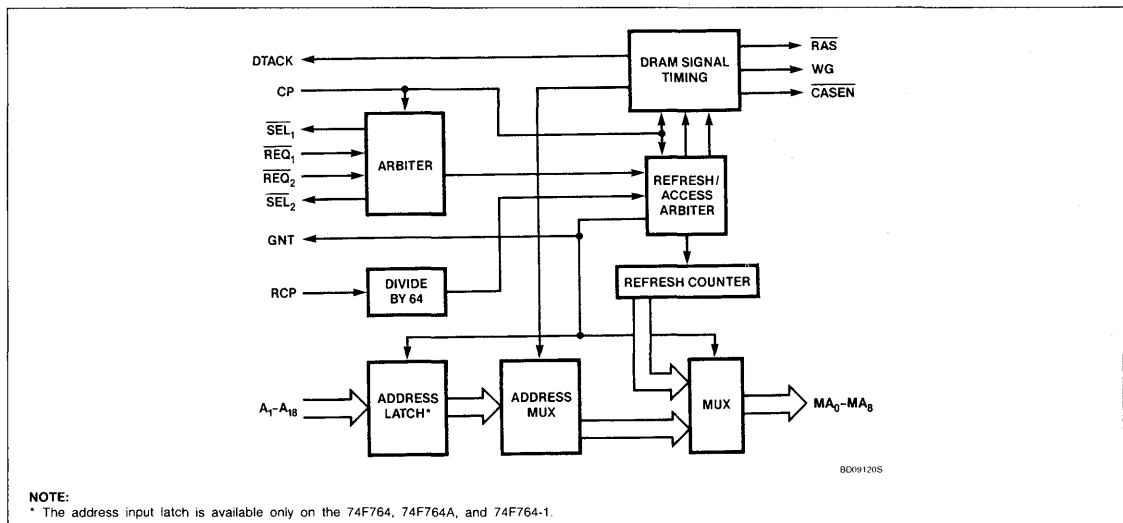 DTACK
CP
SEL1
REQ1
REQ2
SEL2
GNT
RCP
A1-A18
ARBITER
DIVIDE
BY 64
DRAM SIGNAL
TIMING
RAS
WG
CASEN
REFRESH/
ACCESS
ARBITER
REFRESH COUNTER
ADDRESS
LATCH*
ADDRESS
MUX
MUX
MA0-MA8
BD09120S
NOTE:
* The address input latch is available only on the 74F764, 74F764A, and 74F764-1.